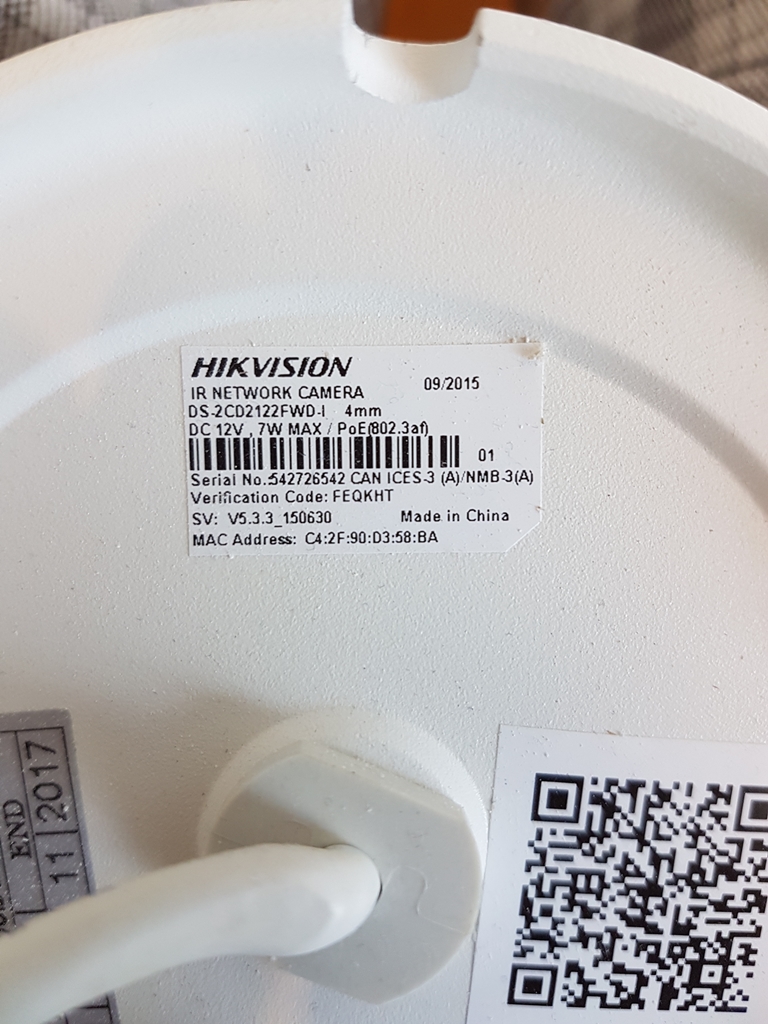 HIKVISION
IR NETWORK CAMERA 09/2015
DS-2CD2122FWD-I 4mm
DC 12V , 7W MAX / PoE(802.3af)
01
Serial No.:542726542 CAN ICES-3 (A)/NMB-3(A)
Verification Code: FEQKHT
SV: V5.3.3_150630 Made in China
MAC Address: C4:2F:90:D3:58:BA
END
11 2017